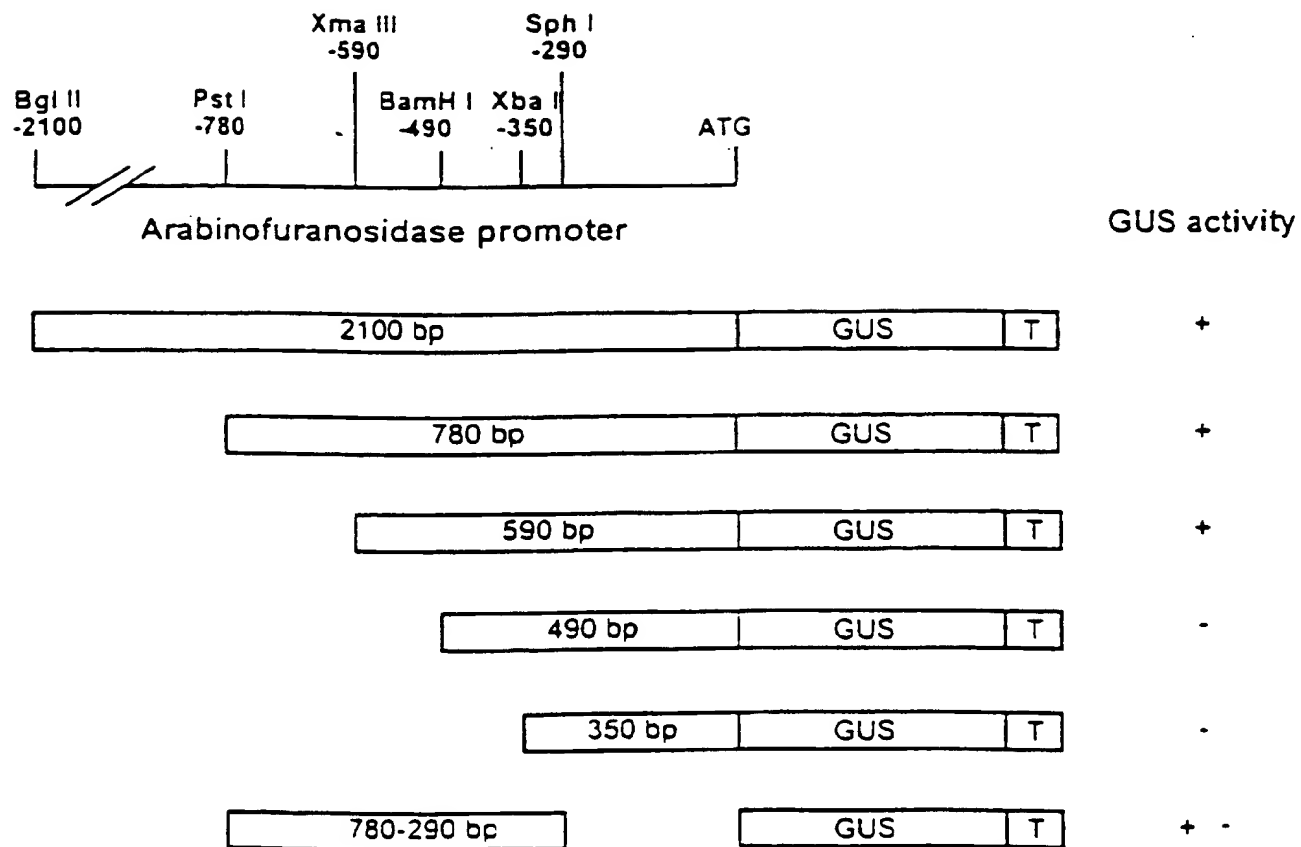 Xma III Sph I
-590 -290
Bgl II Pst I BamH I Xba I
-2100 -780 -490 -350 ATG
Arabinofuranosidase promoter GUS activity
2100 bp GUS T +
780 bp GUS T +
590 bp GUS T +
490 bp GUS T -
350 bp GUS T -
780-290 bp GUS T + -